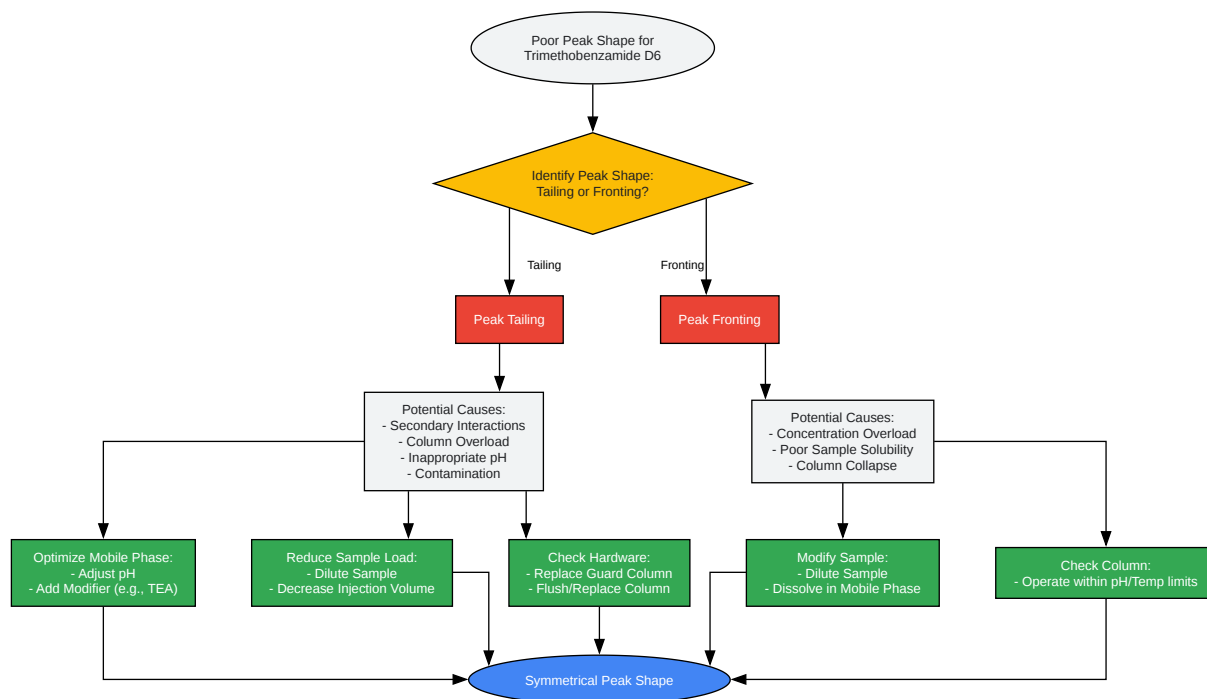 Poor Peak Shape for
Trimethobenzamide D6
Identify Peak Shape:
Tailing or Fronting?
Tailing
Fronting
Peak Tailing
Peak Fronting
Potential Causes:
- Secondary Interactions
- Column Overload
- Inappropriate pH
- Contamination
Potential Causes:
- Concentration Overload
- Poor Sample Solubility
- Column Collapse
Optimize Mobile Phase:
- Adjust pH
- Add Modifier (e.g., TEA)
Reduce Sample Load:
- Dilute Sample
- Decrease Injection Volume
Check Hardware:
- Replace Guard Column
- Flush/Replace Column
Modify Sample:
- Dilute Sample
- Dissolve in Mobile Phase
Check Column:
- Operate within pH/Temp limits
Symmetrical Peak Shape